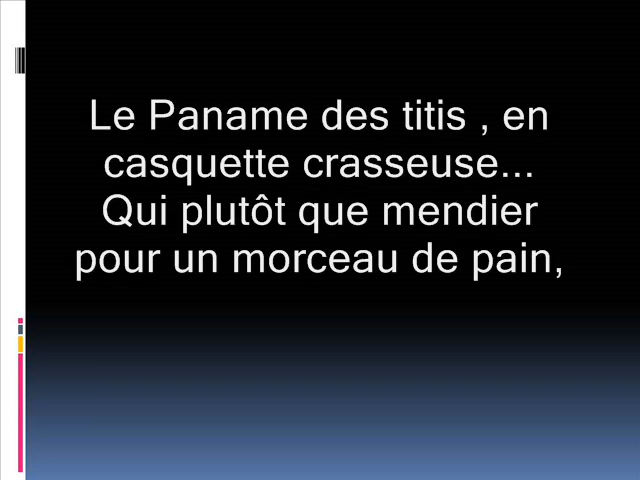 Le Paname des titis , en
casquette crasseuse...
Qui plutôt que mendier
pour un morceau de pain,